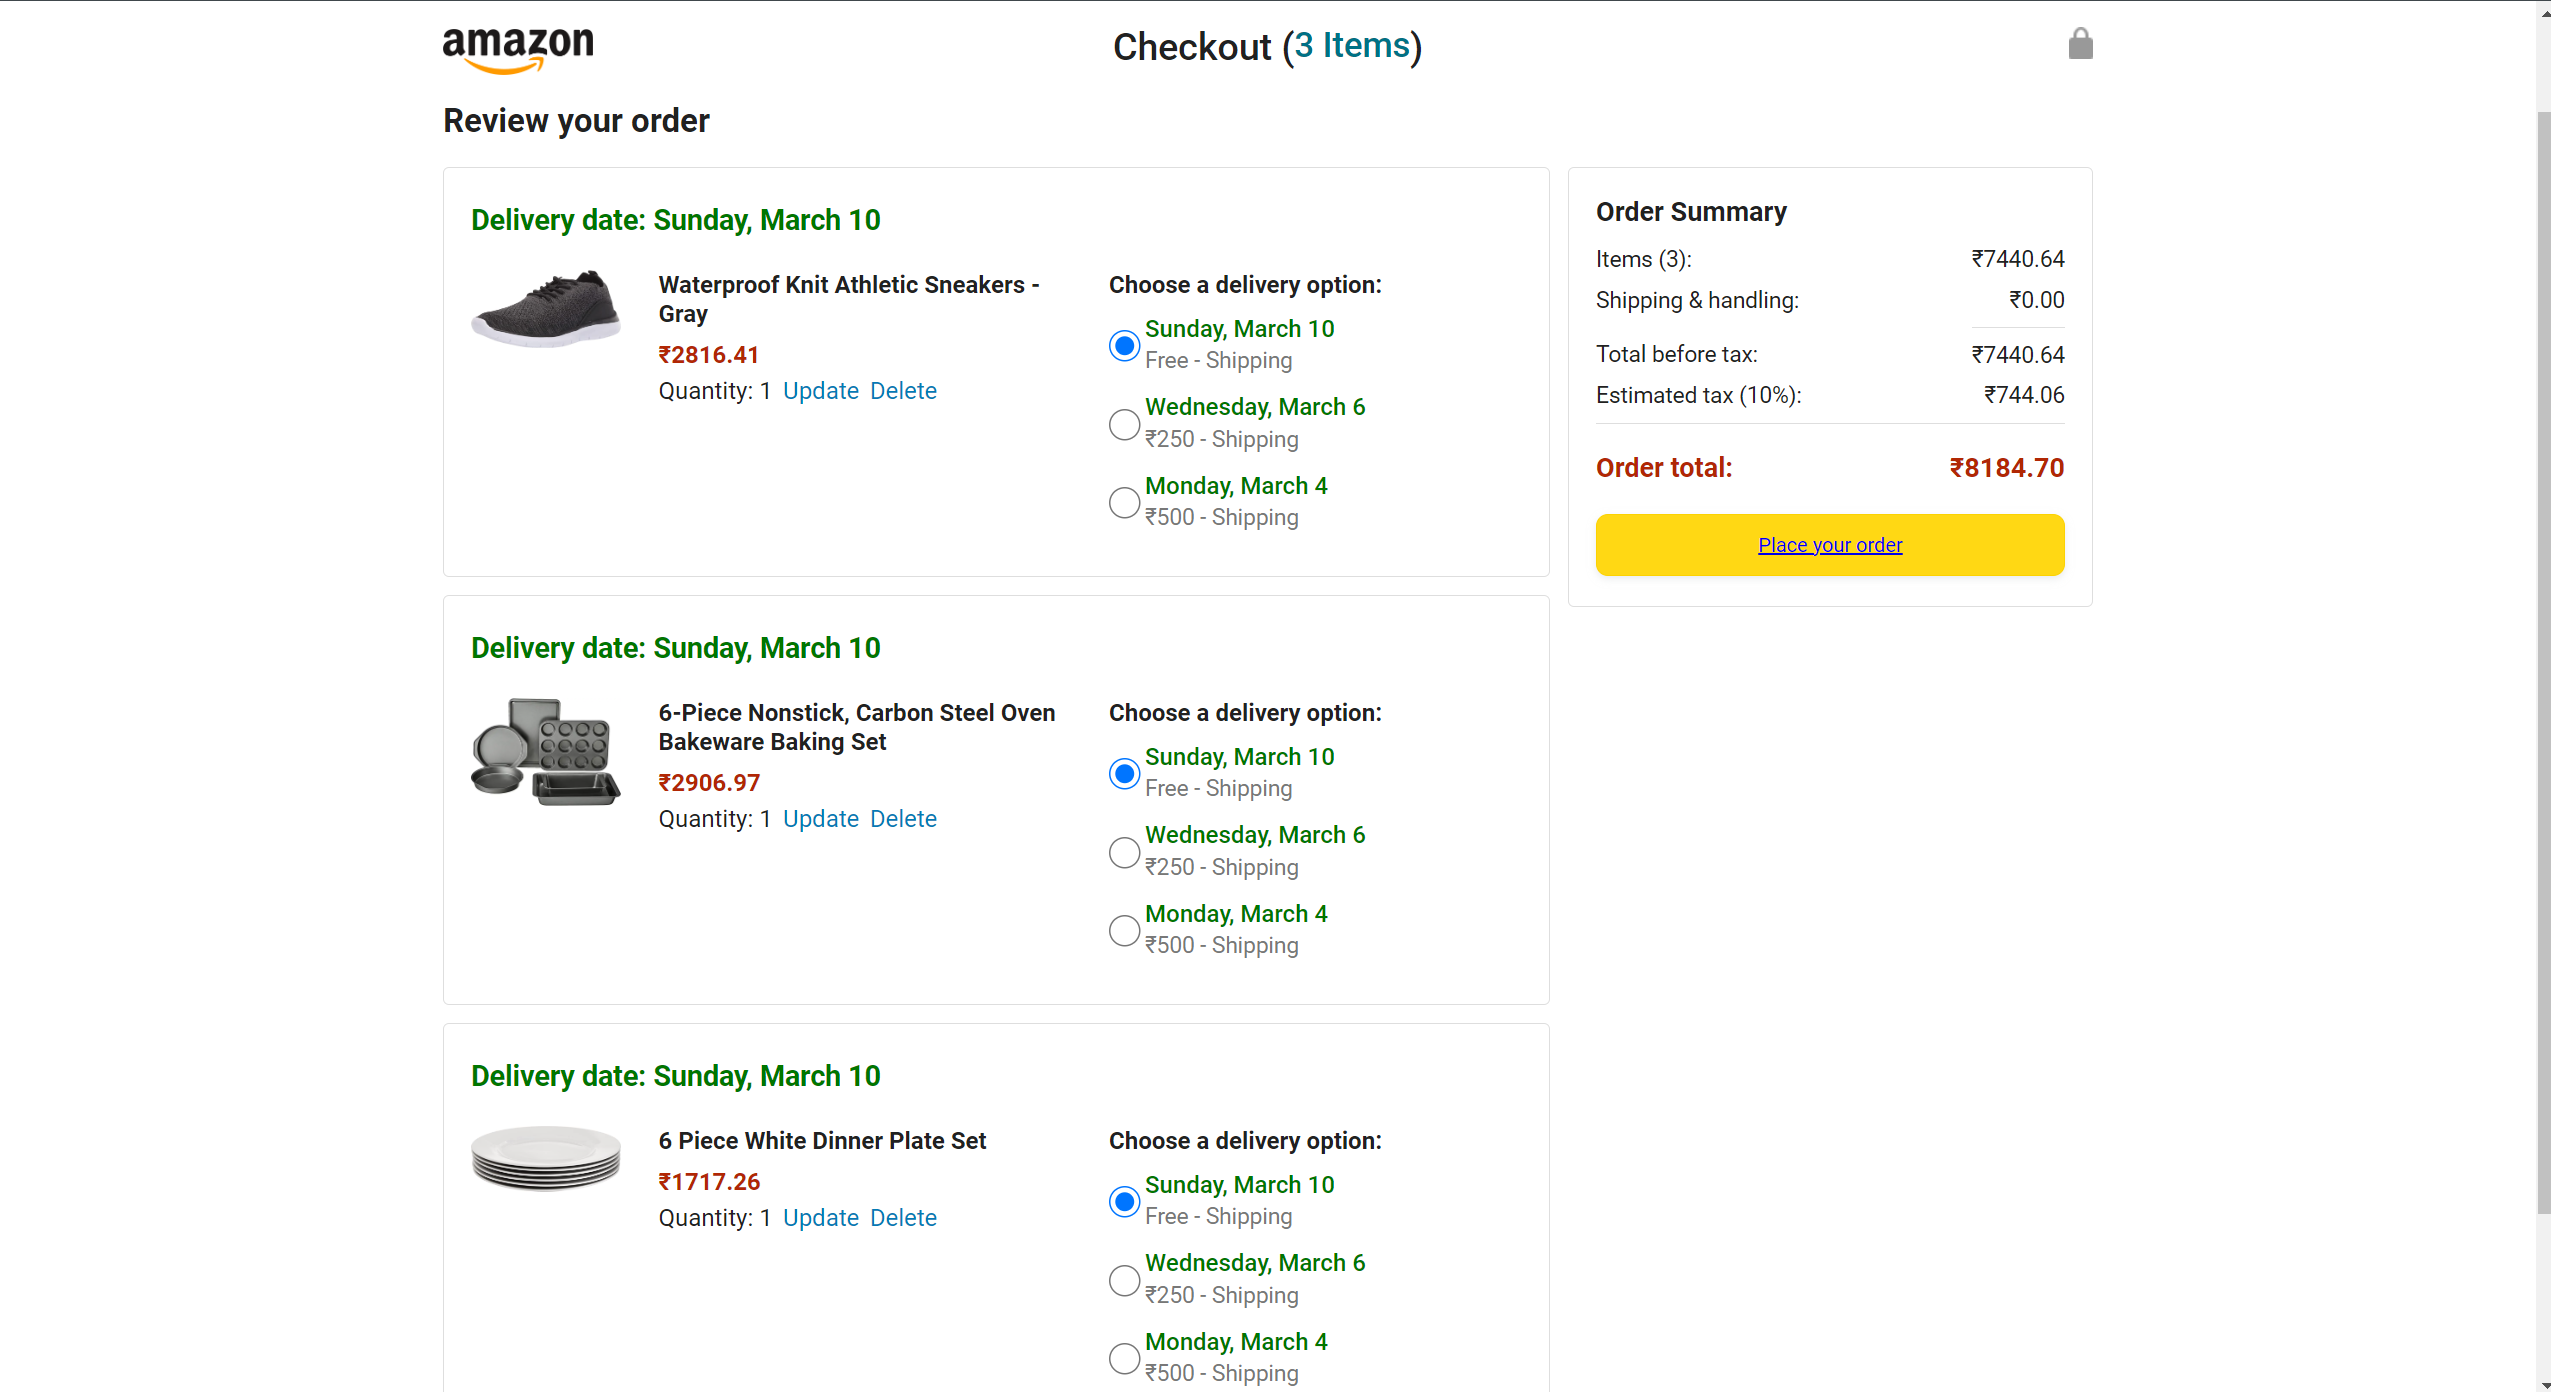 amazon
Checkout (3 Items)
Review your order
Delivery date: Sunday, March 10
Waterproof Knit Athletic Sneakers -
Gray
₹2816.41
Quantity: 1 Update Delete
Choose a delivery option:
Sunday, March 10
Free - Shipping
Wednesday, March 6
₹250 - Shipping
Monday, March 4
₹500 - Shipping
Order Summary
Items (3): ₹7440.64
Shipping & handling: ₹0.00
Total before tax: ₹7440.64
Estimated tax (10%): ₹744.06
Order total: ₹8184.70
Place your order
Delivery date: Sunday, March 10
6-Piece Nonstick, Carbon Steel Oven
Bakeware Baking Set
₹2906.97
Quantity: 1 Update Delete
Choose a delivery option:
Sunday, March 10
Free - Shipping
Wednesday, March 6
₹250 - Shipping
Monday, March 4
₹500 - Shipping
Delivery date: Sunday, March 10
6 Piece White Dinner Plate Set
₹1717.26
Quantity: 1 Update Delete
Choose a delivery option:
Sunday, March 10
Free - Shipping
Wednesday, March 6
₹250 - Shipping
Monday, March 4
₹500 - Shipping